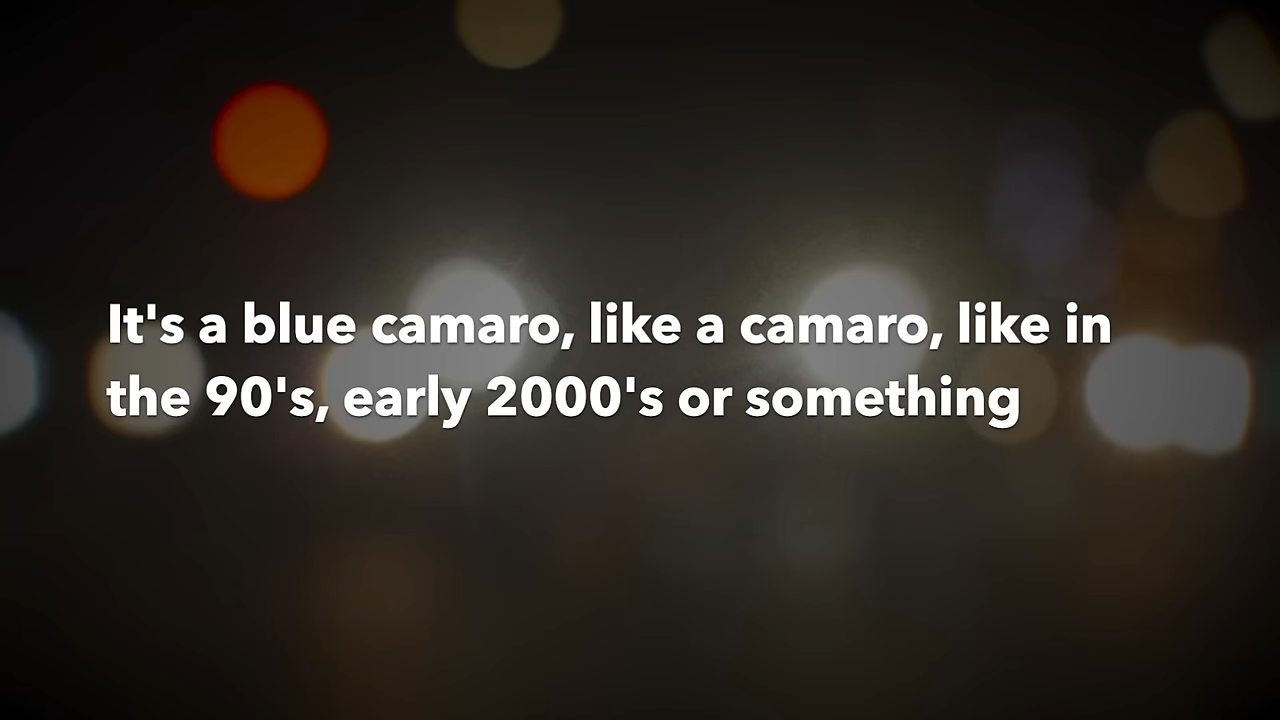 It's a blue camaro, like a camaro, like in
the 90's, early 2000's or something